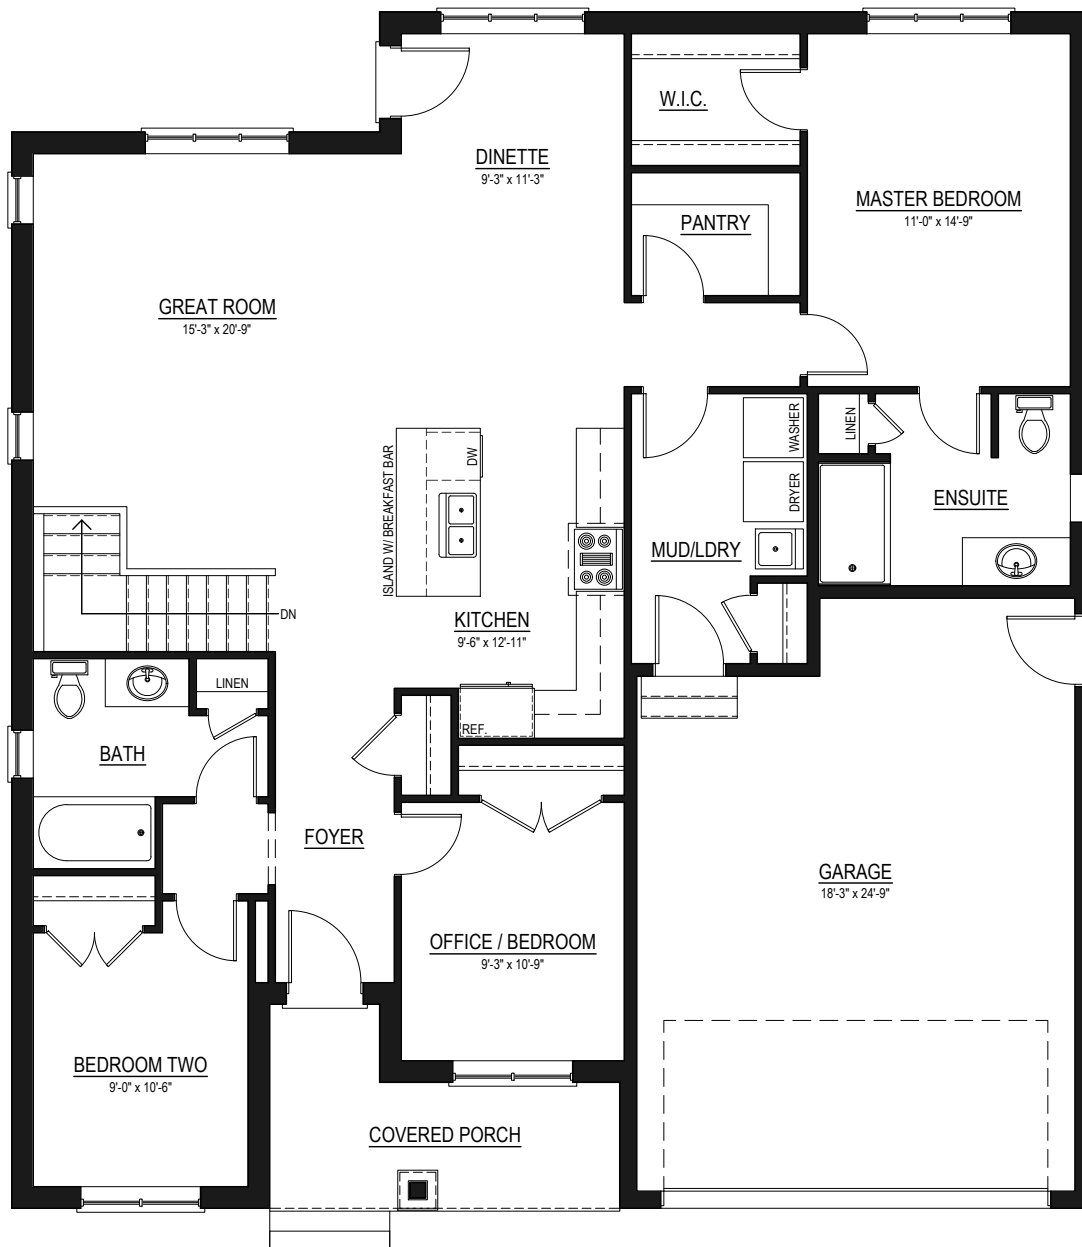 W.I.C.
DINETTE
9'-3" x 11'-3"
MASTER BEDROOM
11'-0" x 14'-9"
PANTRY
GREAT ROOM
15'-3" x 20'-9"
WASHER
LINEN
DW
ISLAND W/ BREAKFAST BAR
DRYER
ENSUITE
MUD/LDRY
DN
KITCHEN
9'-6" x 12'-11"
LINEN
REF.
BATH
FOYER
GARAGE
18'-3" x 24'-9"
OFFICE / BEDROOM
9'-3" x 10'-9"
BEDROOM TWO
9'-0" x 10'-6"
COVERED PORCH